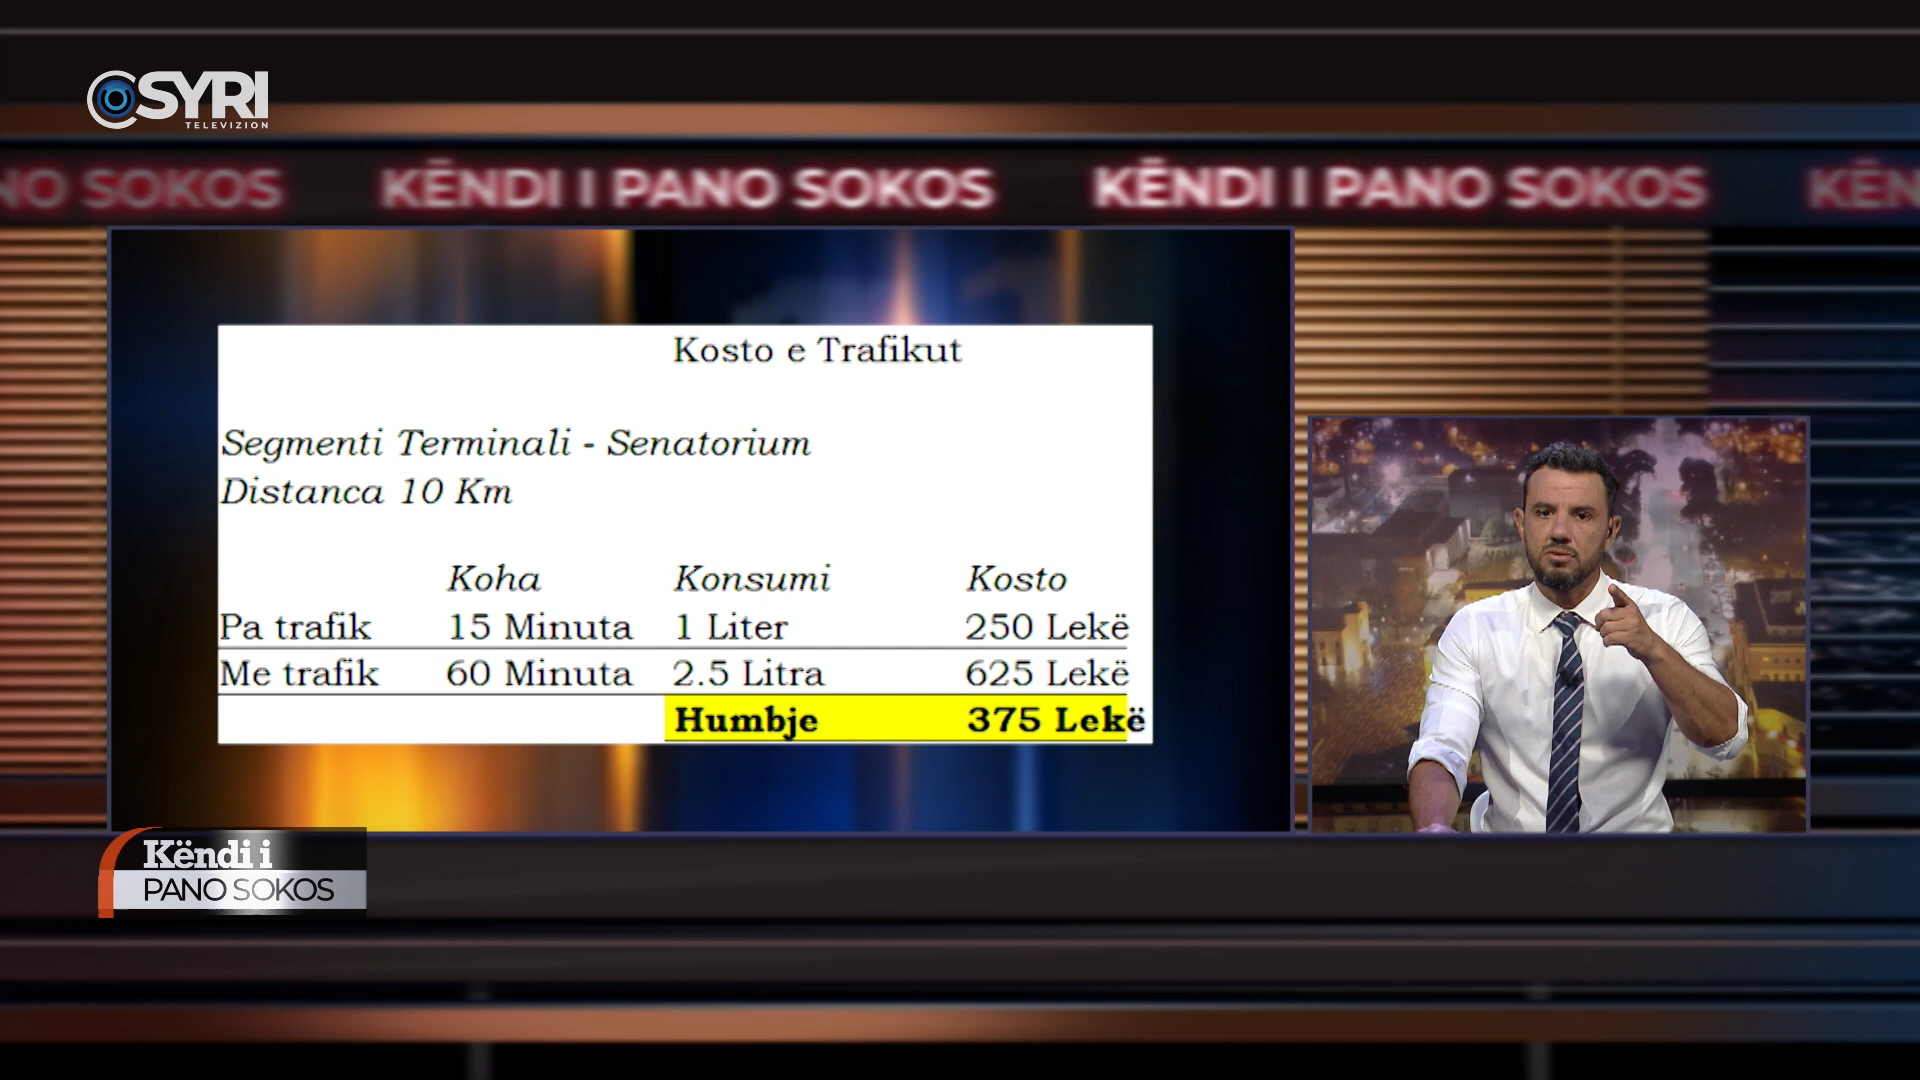 SYRI
TELEVIZION
NO SOKOS KËNDI I PANO SOKOS KËNDI I PANO SOKOS KËN
Kosto e Trafikut
Segmenti Terminali - Senatorium
Distanca 10 Km
Koha Konsumi Kosto
Pa trafik 15 Minuta 1 Liter 250 Lekë
Me trafik 60 Minuta 2.5 Litra 625 Lekë
Humbje 375 Lekë
Këndi i
PANO SOKOS